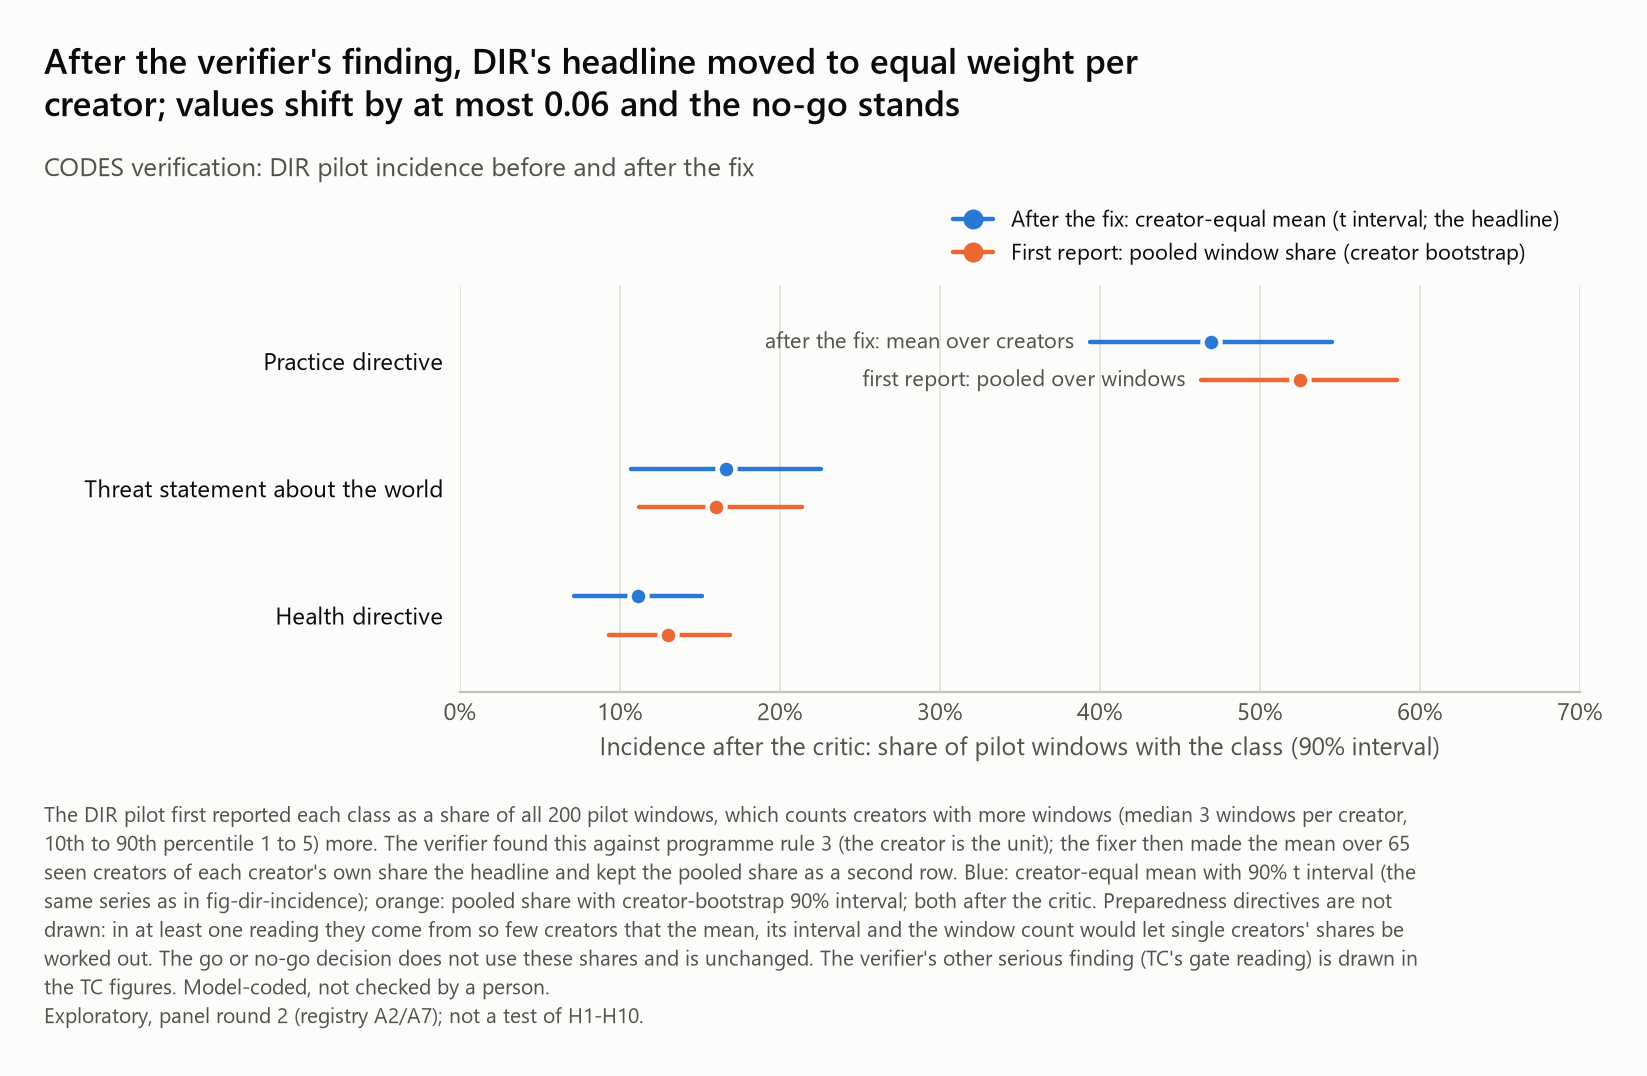 After the verifier's finding, DIR's headline moved to equal weight per
creator; values shift by at most 0.06 and the no-go stands
CODES verification: DIR pilot incidence before and after the fix
After the fix: creator-equal mean (t interval; the headline)
First report: pooled window share (creator bootstrap)
Practice directive
after the fix: mean over creators
first report: pooled over windows
Threat statement about the world
Health directive
0% 10% 20% 30% 40% 50% 60% 70%
Incidence after the critic: share of pilot windows with the class (90% interval)
The DIR pilot first reported each class as a share of all 200 pilot windows, which counts creators with more windows (median 3 windows per creator,
10th to 90th percentile 1 to 5) more. The verifier found this against programme rule 3 (the creator is the unit); the fixer then made the mean over 65
seen creators of each creator's own share the headline and kept the pooled share as a second row. Blue: creator-equal mean with 90% t interval (the
same series as in fig-dir-incidence); orange: pooled share with creator-bootstrap 90% interval; both after the critic. Preparedness directives are not
drawn: in at least one reading they come from so few creators that the mean, its interval and the window count would let single creators' shares be
worked out. The go or no-go decision does not use these shares and is unchanged. The verifier's other serious finding (TC's gate reading) is drawn in
the TC figures. Model-coded, not checked by a person.
Exploratory, panel round 2 (registry A2/A7); not a test of H1-H10.